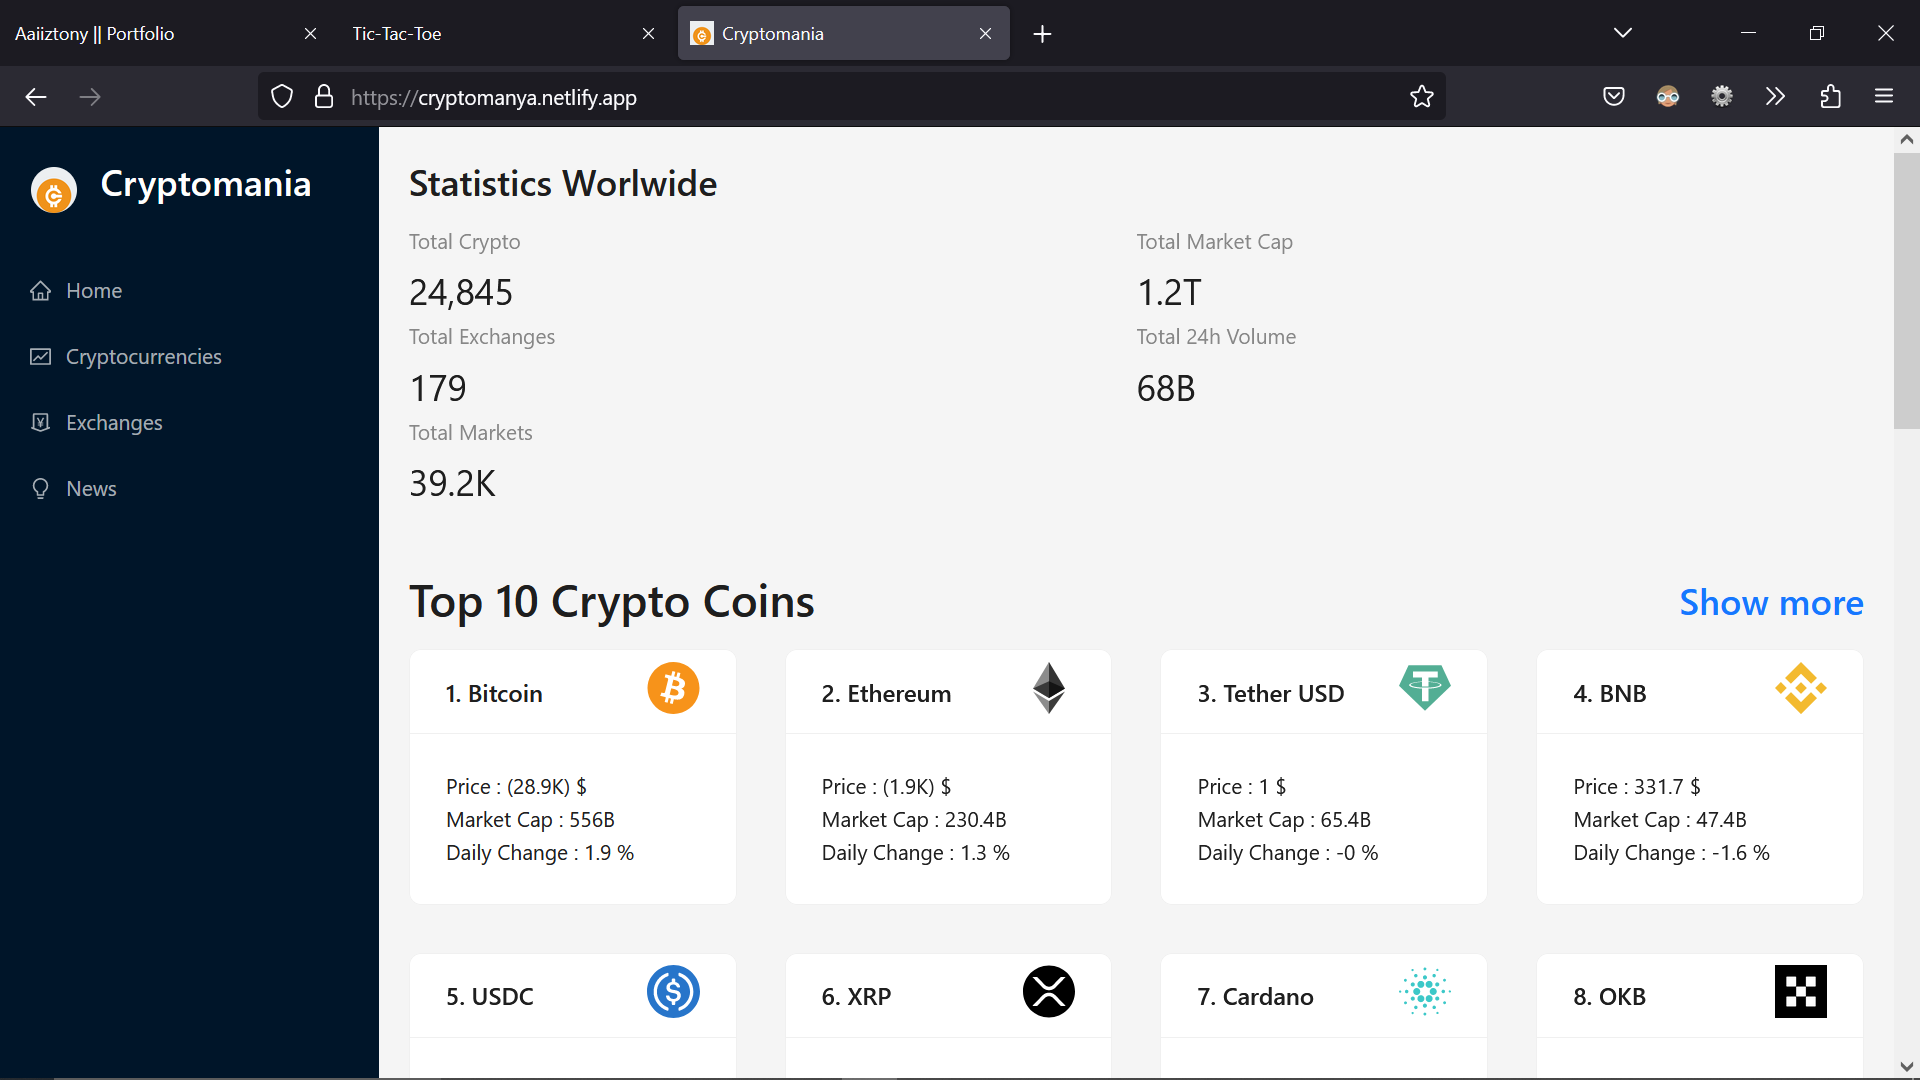 Aaiiztony || Portfolio
Tic-Tac-Toe
Cryptomania
https://cryptomanya.netlify.app
Cryptomania
Home
Cryptocurrencies
Exchanges
News
Statistics Worlwide
Total Crypto
24,845
Total Market Cap
1.2T
Total Exchanges
179
Total 24h Volume
68B
Total Markets
39.2K
Top 10 Crypto Coins
Show more
1. Bitcoin
Price : (28.9K) $
Market Cap : 556B
Daily Change : 1.9 %
2. Ethereum
Price : (1.9K) $
Market Cap : 230.4B
Daily Change : 1.3 %
3. Tether USD
Price : 1 $
Market Cap : 65.4B
Daily Change : -0 %
4. BNB
Price : 331.7 $
Market Cap : 47.4B
Daily Change : -1.6 %
5. USDC
6. XRP
7. Cardano
8. OKB